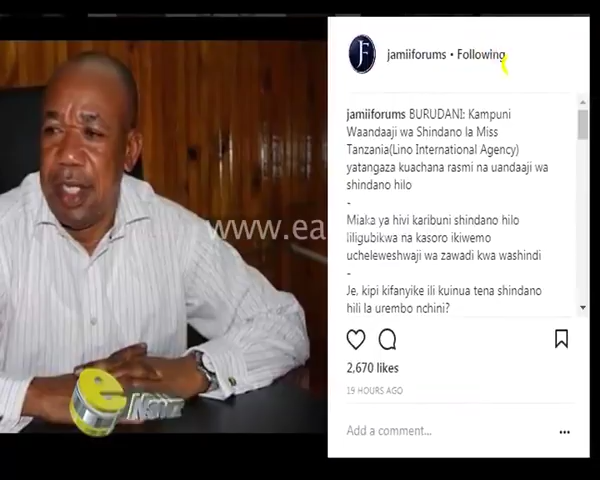 JF
jamiiforums • Following
jamiiforums BURUDANI: Kampuni
Waandaaji wa Shindano la Miss
Tanzania(Lino International Agency)
yatangaza kuachana rasmi na uandaaji wa
shindano hilo
-
Miaka ya hivi karibuni shindano hilo
liligubikwa na kasoro ikiwemo
ucheleweshwaji wa zawadi kwa washindi
-
Je, kipi kifanyike ili kuinua tena shindano
hili la urembo nchini?
2,670 likes
19 HOURS AGO
Add a comment...
www.ea
e